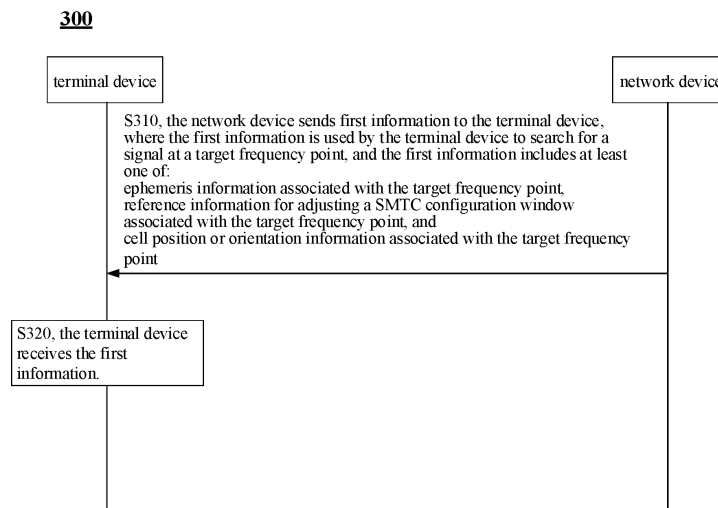 300
terminal device
network device
S310, the network device sends first information to the terminal device,
where the first information is used by the terminal device to search for a
signal at a target frequency point, and the first information includes at least
one of:
ephemeris information associated with the target frequency point,
reference information for adjusting a SMTC configuration window
associated with the target frequency point, and
cell position or orientation information associated with the target frequency
point
S320, the terminal device
receives the first
information.